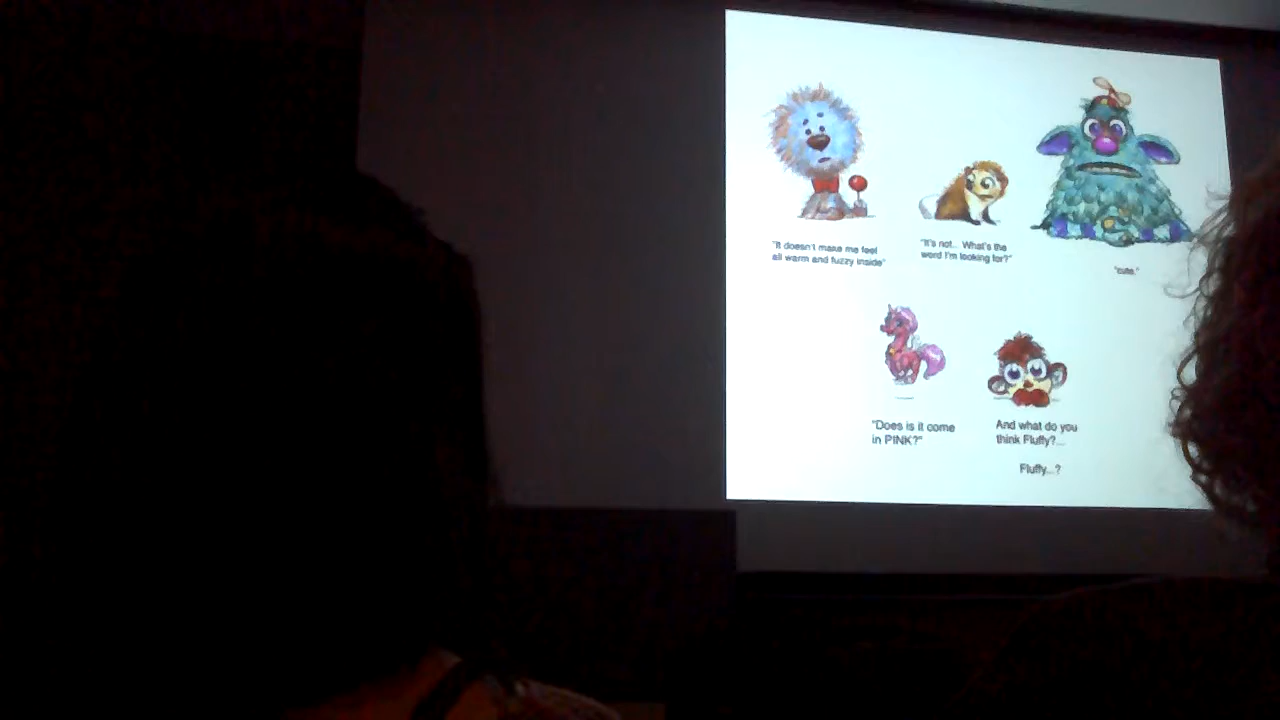 "It doesn't make me feel
all warm and fuzzy inside"
"It's not.. What's the
word I'm looking for?"
"cute."
"Does is it come
in PINK?"
And what do you
think Fluffy?...
Fluffy...?